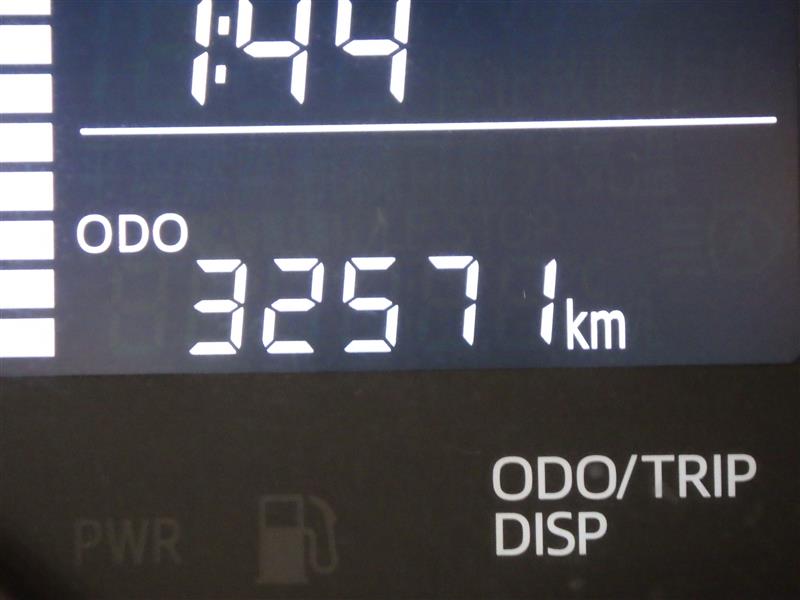 1:44
ODO
32571 km
ODO/TRIP
DISP
PWR